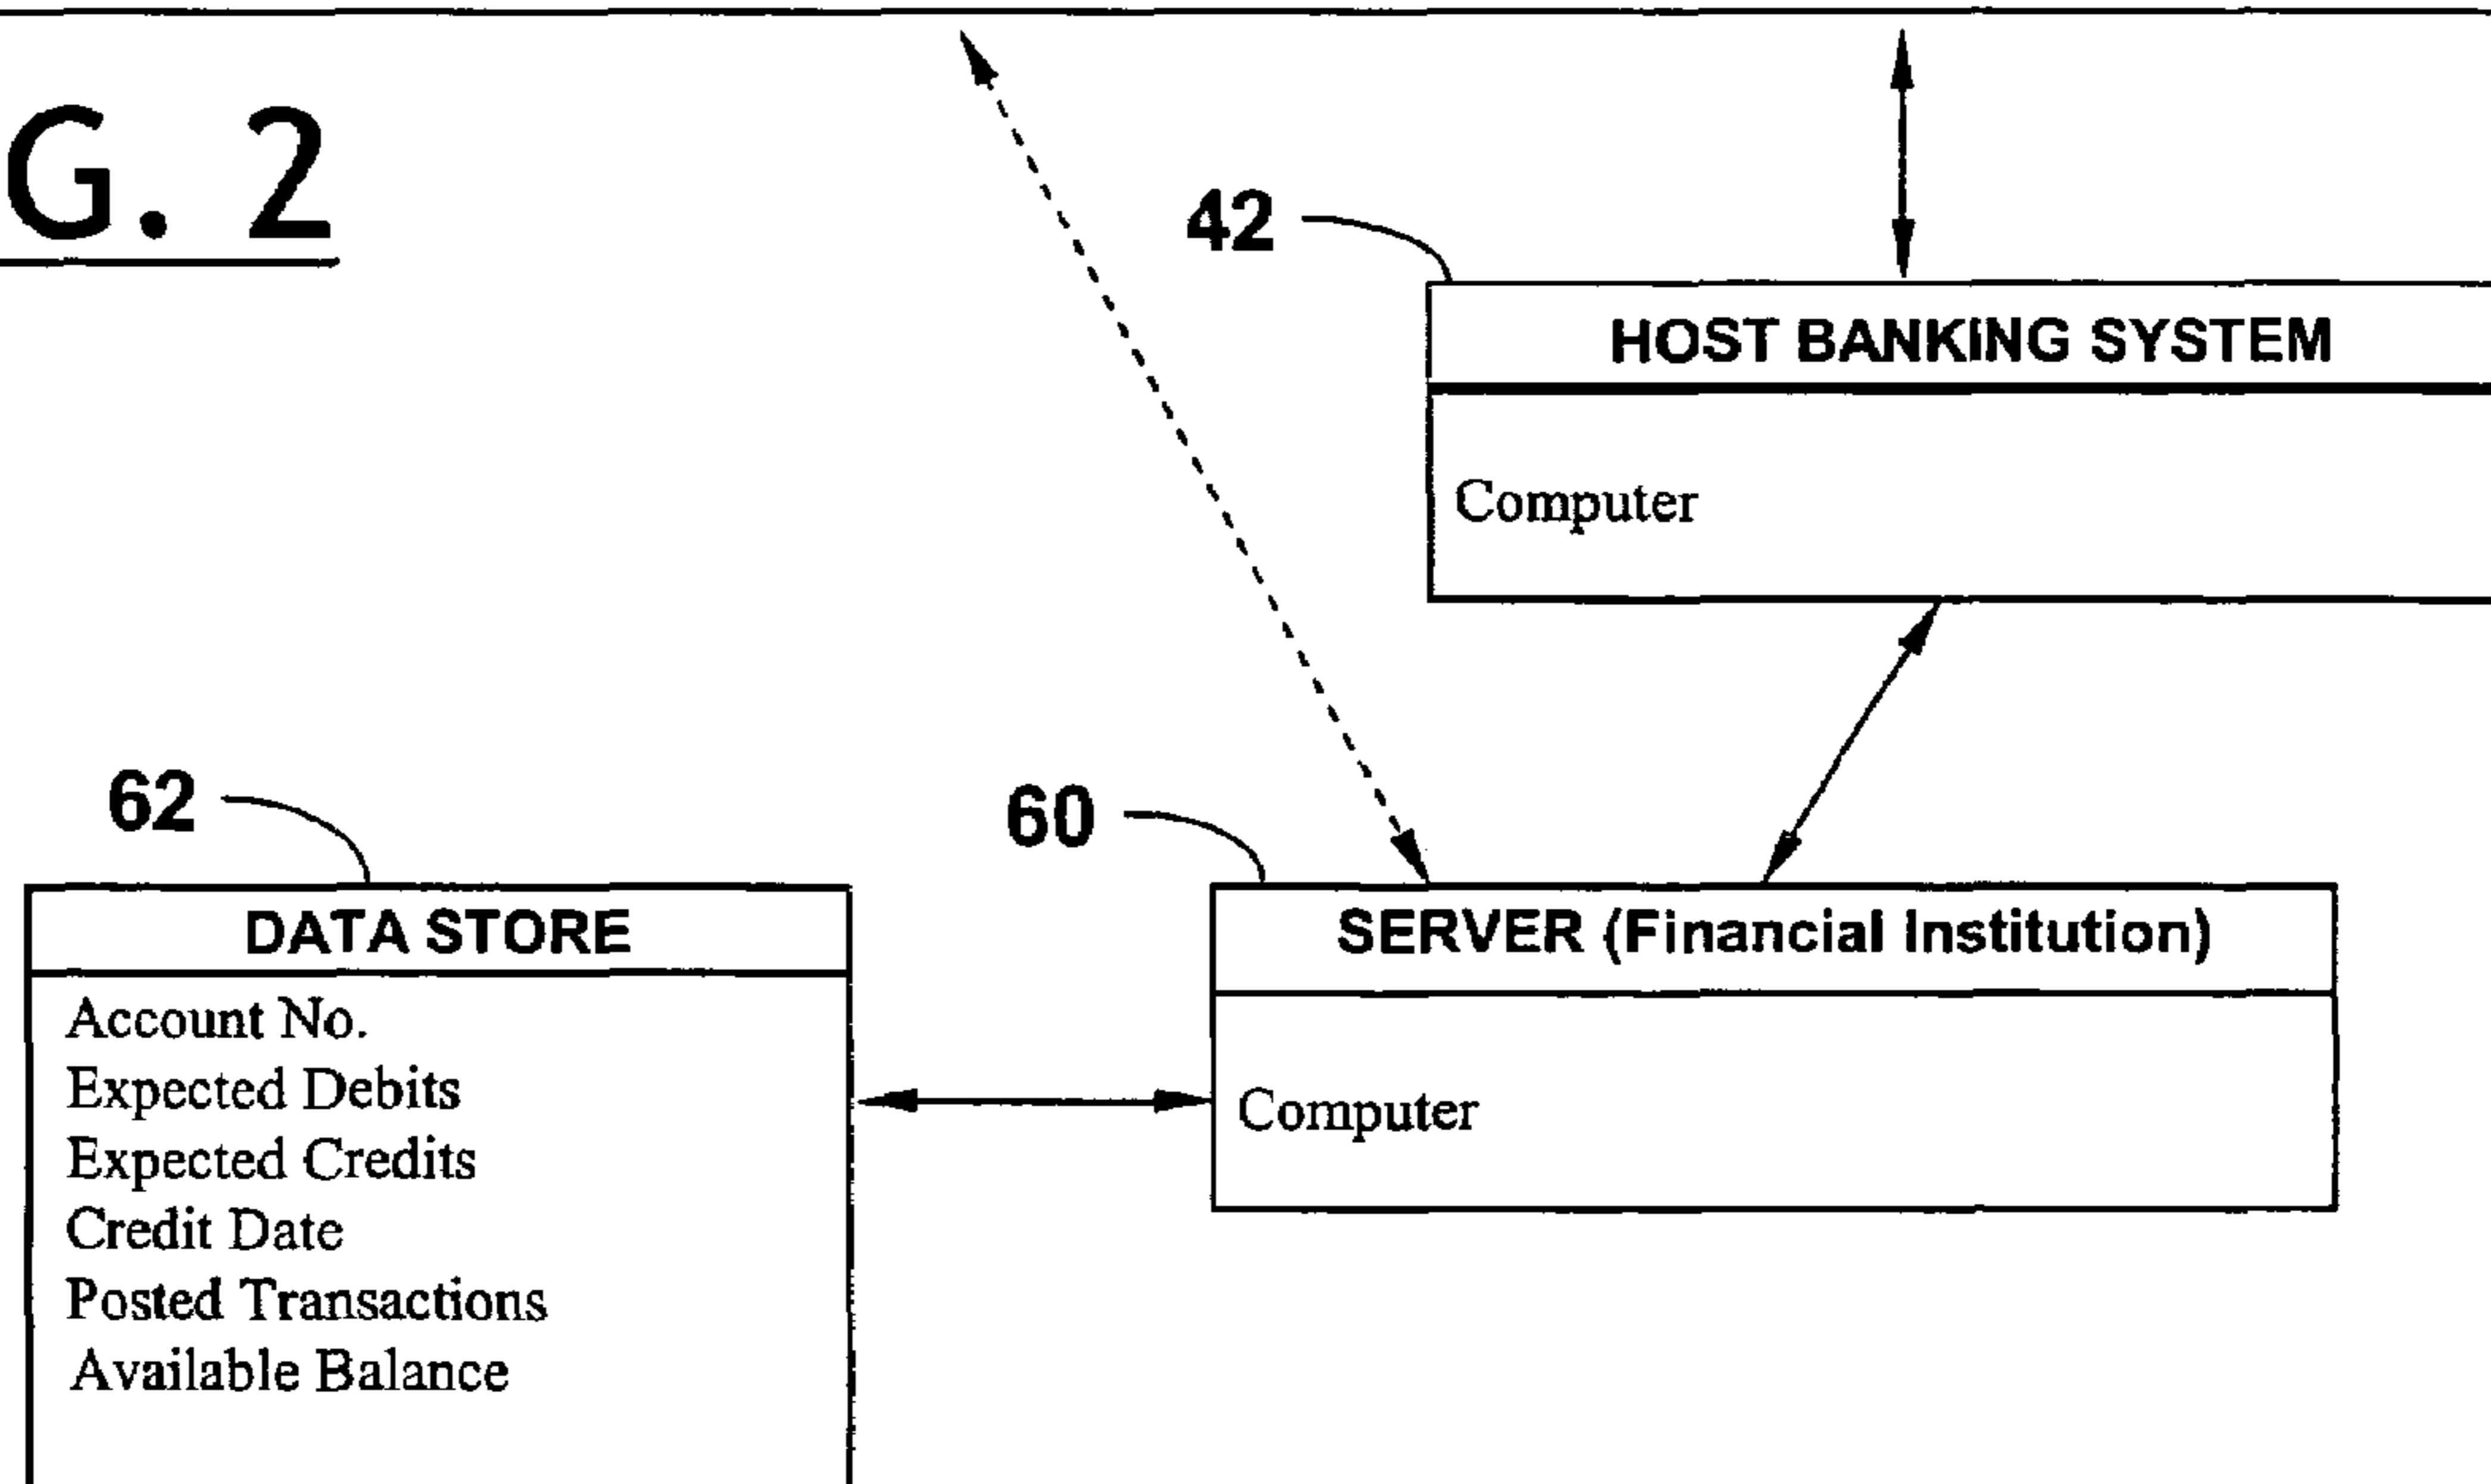 G. 2
42
HOST BANKING SYSTEM
Computer
62
60
DATA STORE
SERVER (Financial Institution)
Account No.
Expected Debits
Expected Credits
Credit Date
Posted Transactions
Available Balance
Computer